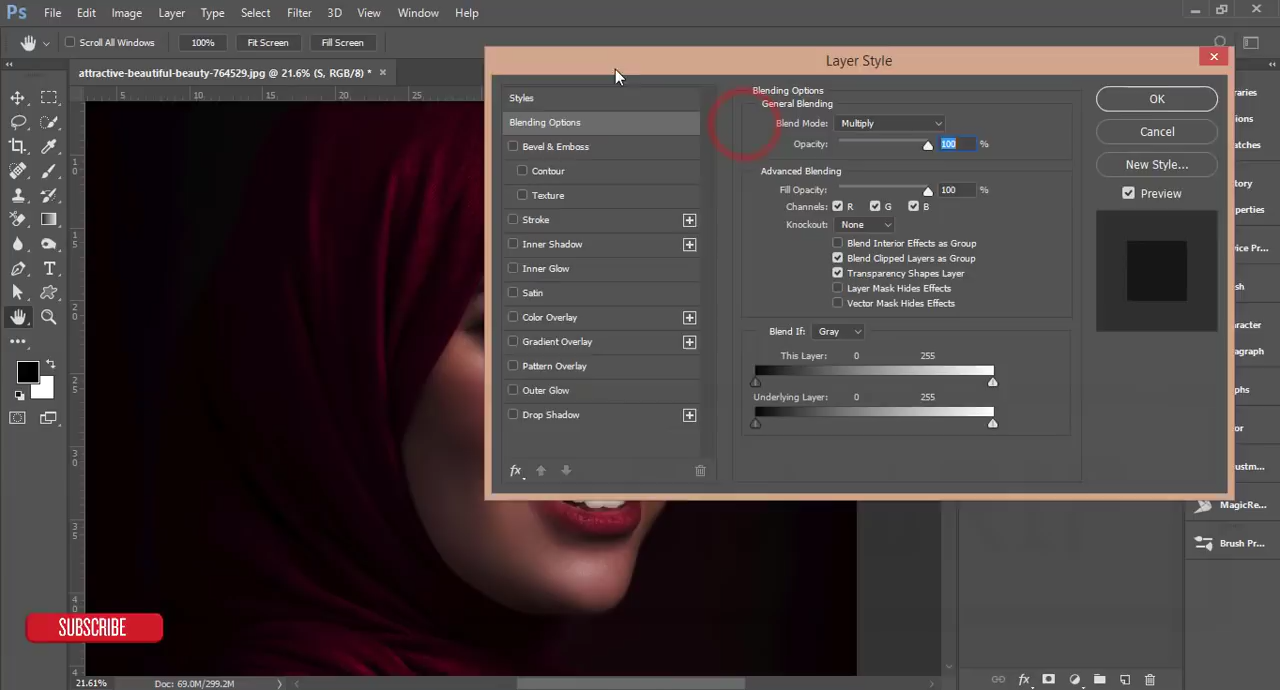 Ps File Edit Image Layer Type Select Filter 3D View Window Help
Scroll All Windows 100% Fit Screen Fill Screen
attractive-beautiful-beauty-764529.jpg @ 21.6% (S, RGB/8) *
Layer Style
Styles
Blending Options
Bevel & Emboss
Contour
Texture
Stroke
Inner Shadow
Inner Glow
Satin
Color Overlay
Gradient Overlay
Pattern Overlay
Outer Glow
Drop Shadow
fx
Blending Options
General Blending
Blend Mode: Multiply
Opacity: 100 %
Advanced Blending
Fill Opacity: 100 %
Channels: R G B
Knockout: None
Blend Interior Effects as Group
Blend Clipped Layers as Group
Transparency Shapes Layer
Layer Mask Hides Effects
Vector Mask Hides Effects
Blend If: Gray
This Layer: 0 255
Underlying Layer: 0 255
OK
Cancel
New Style...
Preview
MagicRe...
Brush Pr...
SUBSCRIBE
21.61% Doc: 69.0M/299.2M
fx